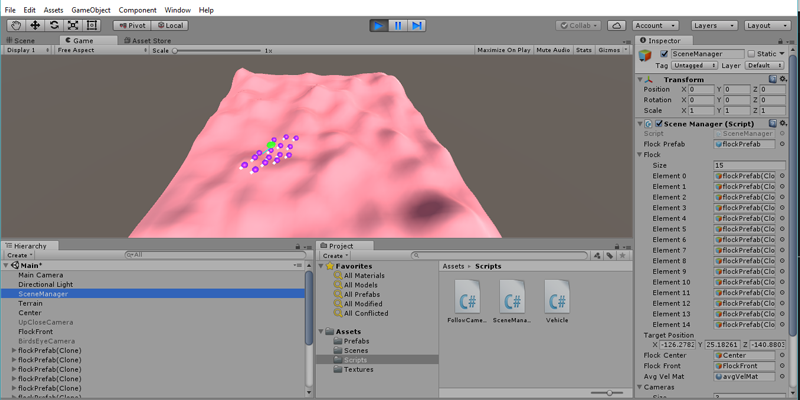 File Edit Assets GameObject Component Window Help
Pivot Local Collab Account Layers Layout
Scene Game Asset Store
Display 1 Free Aspect Scale 1x Maximize On Play Mute Audio Stats Gizmos
Inspector
SceneManager Static
Tag Untagged Layer Default
Transform
Position X 0 Y 0 Z 0
Rotation X 0 Y 0 Z 0
Scale X 1 Y 1 Z 1
Scene Manager (Script)
Script SceneManager
Flock Prefab flockPrefab
Flock
Size 15
Element 0 flockPrefab(Clo
Element 1 flockPrefab(Clo
Element 2 flockPrefab(Clo
Element 3 flockPrefab(Clo
Element 4 flockPrefab(Clo
Element 5 flockPrefab(Clo
Element 6 flockPrefab(Clo
Element 7 flockPrefab(Clo
Element 8 flockPrefab(Clo
Element 9 flockPrefab(Clo
Element 10 flockPrefab(Clo
Element 11 flockPrefab(Clo
Element 12 flockPrefab(Clo
Element 13 flockPrefab(Clo
Element 14 flockPrefab(Clo
Target Position
X -126.2782 Y 25.18261 Z -140.8803
Flock Center Center
Flock Front FlockFront
Avg Vel Mat avgVelMat
Cameras
Size 3
Hierarchy
Create All
Main*
Main Camera
Directional Light
SceneManager
Terrain
Center
UpCloseCamera
FlockFront
BirdsEyeCamera
flockPrefab(Clone)
flockPrefab(Clone)
flockPrefab(Clone)
flockPrefab(Clone)
flockPrefab(Clone)
Project
Create
Favorites
All Materials
All Models
All Prefabs
All Modified
All Conflicted
Assets
Prefabs
Scenes
Scripts
Textures
Assets Scripts
C# C# C#
FollowCame... SceneMana... Vehicle